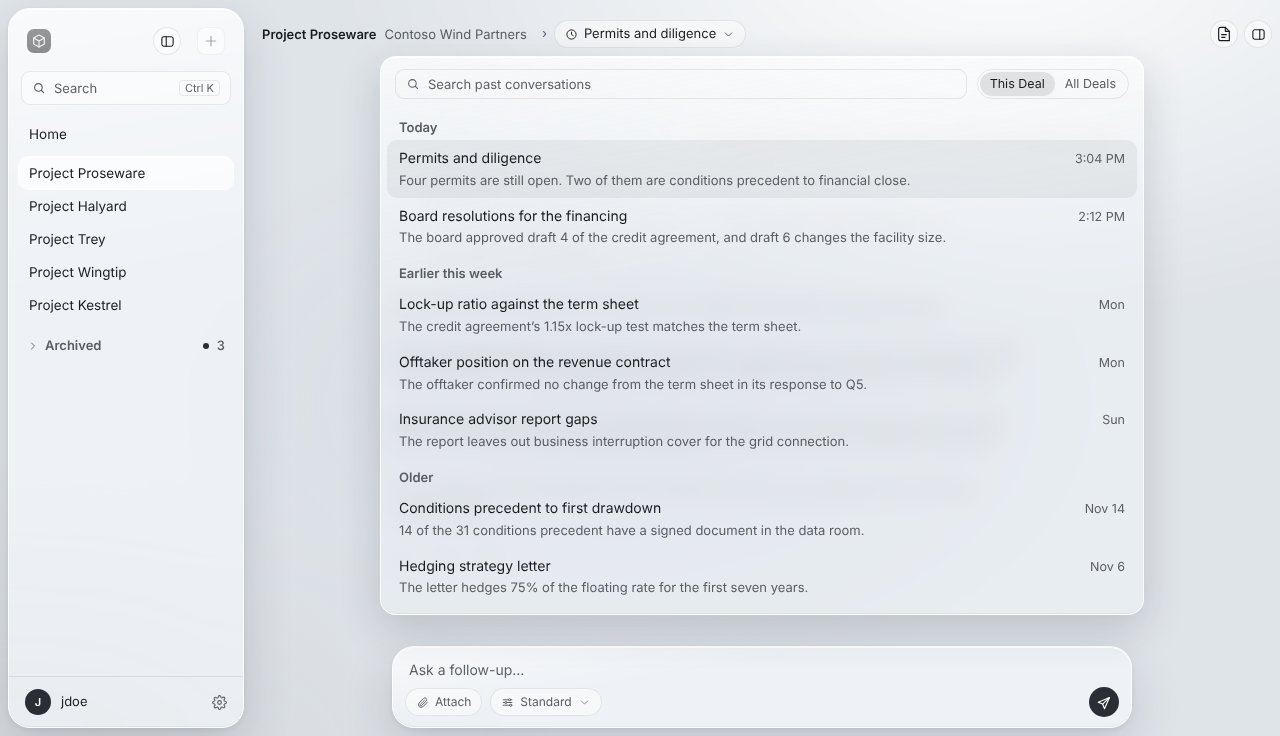 Search Ctrl K
Home
Project Proseware
Project Halyard
Project Trey
Project Wingtip
Project Kestrel
Archived 3
J jdoe
Project Proseware Contoso Wind Partners › Permits and diligence
Search past conversations This Deal All Deals
Today
Permits and diligence 3:04 PM
Four permits are still open. Two of them are conditions precedent to financial close.
Board resolutions for the financing 2:12 PM
The board approved draft 4 of the credit agreement, and draft 6 changes the facility size.
Earlier this week
Lock-up ratio against the term sheet Mon
The credit agreement’s 1.15x lock-up test matches the term sheet.
Offtaker position on the revenue contract Mon
The offtaker confirmed no change from the term sheet in its response to Q5.
Insurance advisor report gaps Sun
The report leaves out business interruption cover for the grid connection.
Older
Conditions precedent to first drawdown Nov 14
14 of the 31 conditions precedent have a signed document in the data room.
Hedging strategy letter Nov 6
The letter hedges 75% of the floating rate for the first seven years.
Ask a follow-up...
Attach Standard